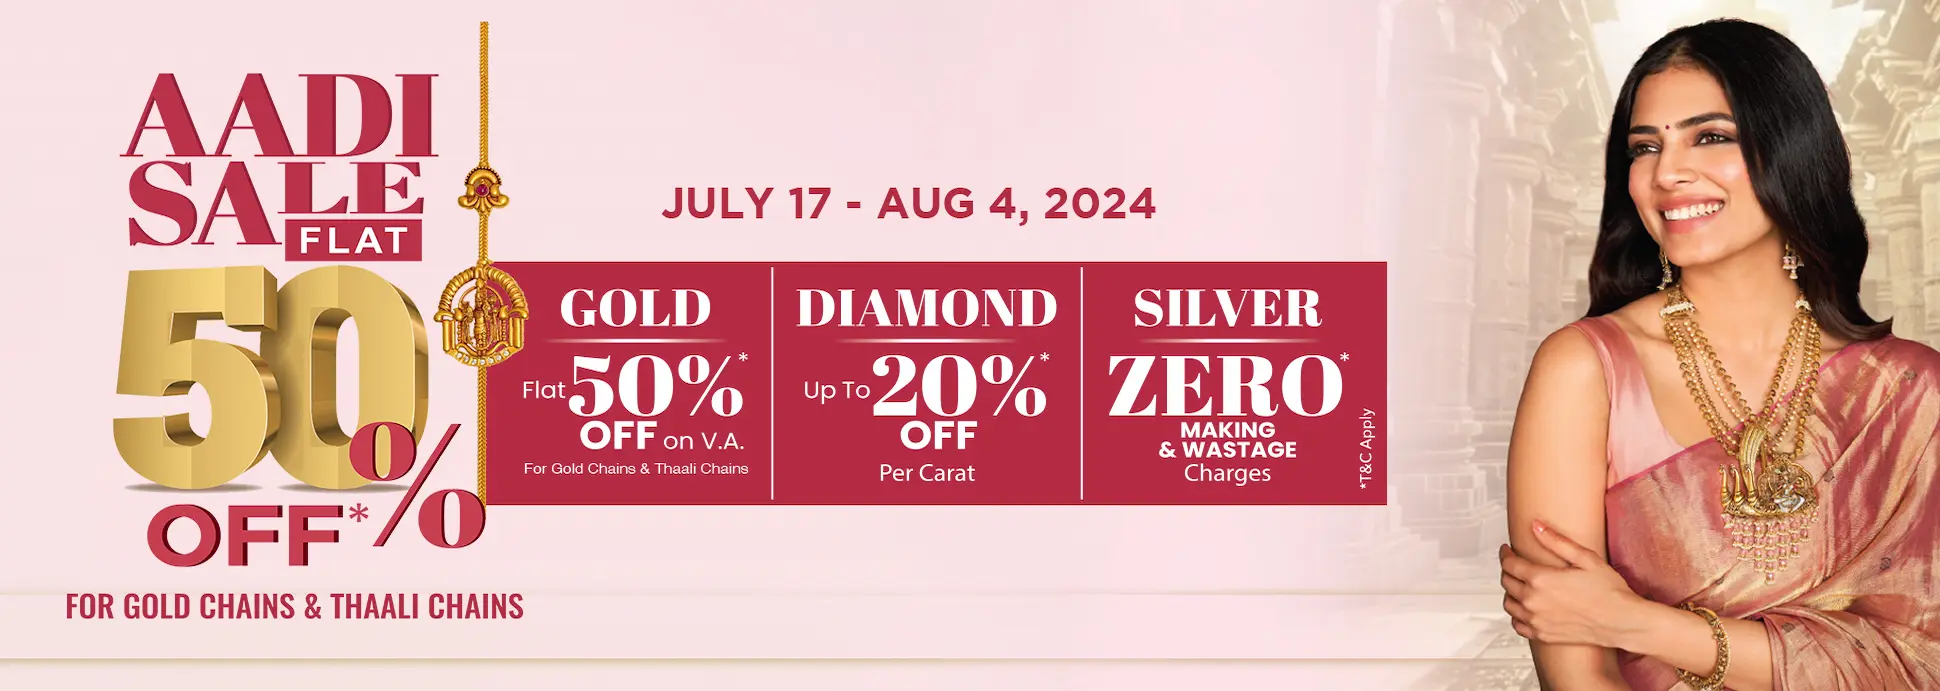 AADI
SALE
FLAT
50%
OFF*
FOR GOLD CHAINS & THAALI CHAINS
JULY 17 - AUG 4, 2024
GOLD
Flat 50%*
OFF on V.A.
For Gold Chains & Thaali Chains
DIAMOND
Up To 20%*
OFF
Per Carat
SILVER
ZERO*
MAKING
& WASTAGE
Charges
*T&C Apply